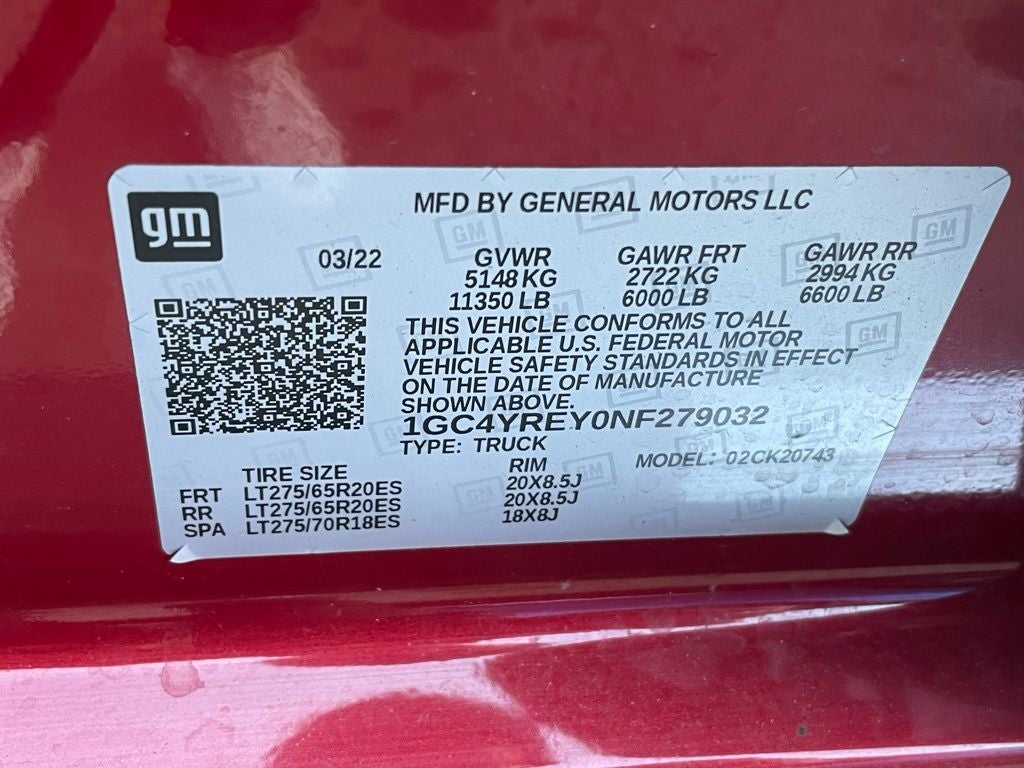 gm
MFD BY GENERAL MOTORS LLC
03/22 GVWR GAWR FRT GAWR RR
5148 KG 2722 KG 2994 KG
11350 LB 6000 LB 6600 LB
THIS VEHICLE CONFORMS TO ALL
APPLICABLE U.S. FEDERAL MOTOR
VEHICLE SAFETY STANDARDS IN EFFECT
ON THE DATE OF MANUFACTURE
SHOWN ABOVE.
1GC4YREY0NF279032
TYPE: TRUCK MODEL: 02CK20743
TIRE SIZE RIM
FRT LT275/65R20ES 20X8.5J
RR LT275/65R20ES 20X8.5J
SPA LT275/70R18ES 18X8J